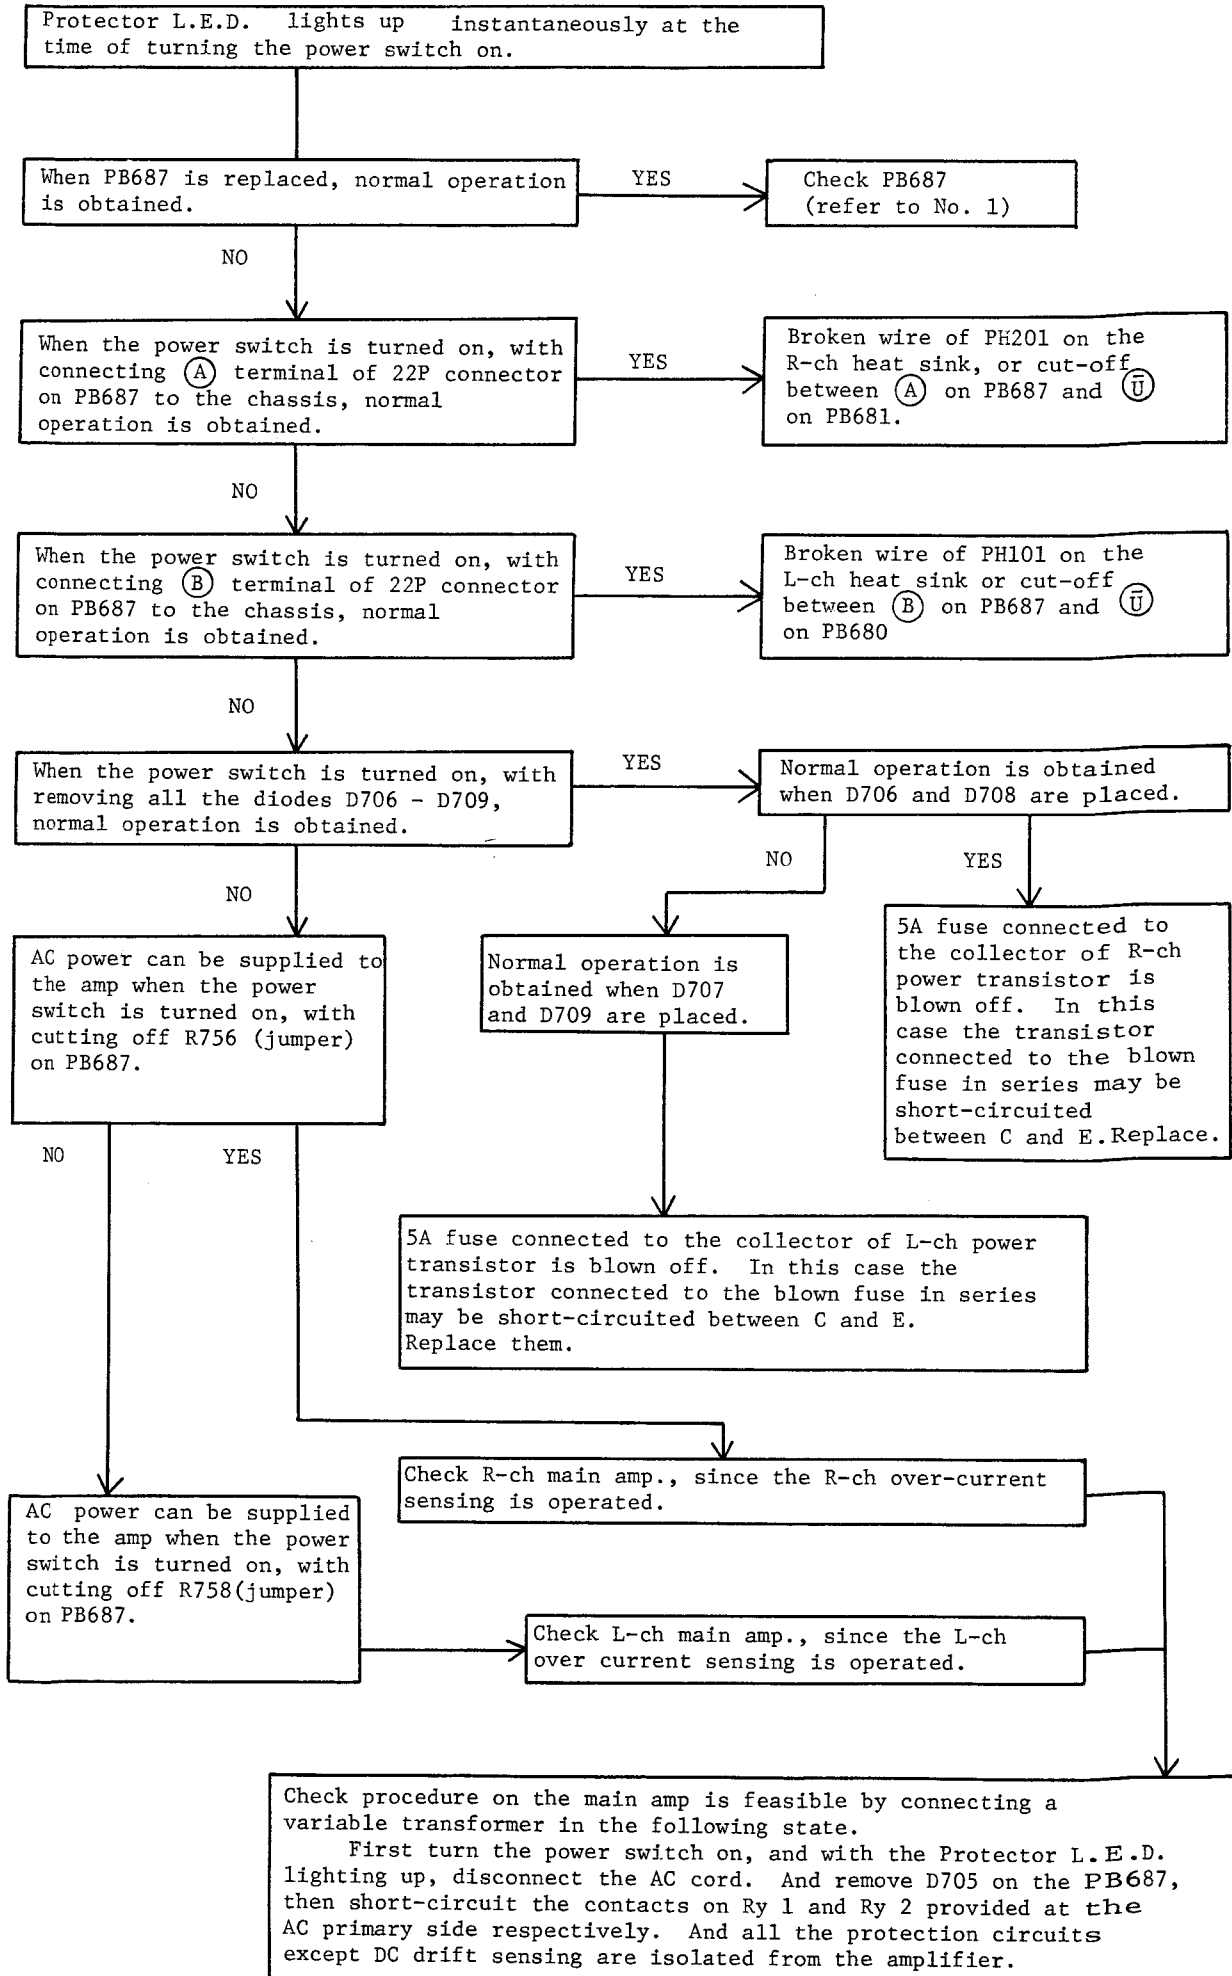 Protector L.E.D. lights up instantaneously at the
time of turning the power switch on.
When PB687 is replaced, normal operation
is obtained.
YES
Check PB687
(refer to No. 1)
NO
When the power switch is turned on, with
connecting Ⓐ terminal of 22P connector
on PB687 to the chassis, normal
operation is obtained.
YES
Broken wire of PH201 on the
R-ch heat sink, or cut-off
between Ⓐ on PB687 and Ū
on PB681.
NO
When the power switch is turned on, with
connecting Ⓑ terminal of 22P connector
on PB687 to the chassis, normal
operation is obtained.
YES
Broken wire of PH101 on the
L-ch heat sink or cut-off
between Ⓑ on PB687 and Ū
on PB680
NO
When the power switch is turned on, with
removing all the diodes D706 - D709,
normal operation is obtained.
YES
Normal operation is obtained
when D706 and D708 are placed.
NO
YES
NO
AC power can be supplied to
the amp when the power
switch is turned on, with
cutting off R756 (jumper)
on PB687.
Normal operation is
obtained when D707
and D709 are placed.
5A fuse connected to
the collector of R-ch
power transistor is
blown off. In this
case the transistor
connected to the blown
fuse in series may be
short-circuited
between C and E.Replace.
NO
YES
5A fuse connected to the collector of L-ch power
transistor is blown off. In this case the
transistor connected to the blown fuse in series
may be short-circuited between C and E.
Replace them.
Check R-ch main amp., since the R-ch over-current
sensing is operated.
AC power can be supplied
to the amp when the power
switch is turned on, with
cutting off R758(jumper)
on PB687.
Check L-ch main amp., since the L-ch
over current sensing is operated.
Check procedure on the main amp is feasible by connecting a
variable transformer in the following state.
First turn the power switch on, and with the Protector L.E.D.
lighting up, disconnect the AC cord. And remove D705 on the PB687,
then short-circuit the contacts on Ry 1 and Ry 2 provided at the
AC primary side respectively. And all the protection circuits
except DC drift sensing are isolated from the amplifier.